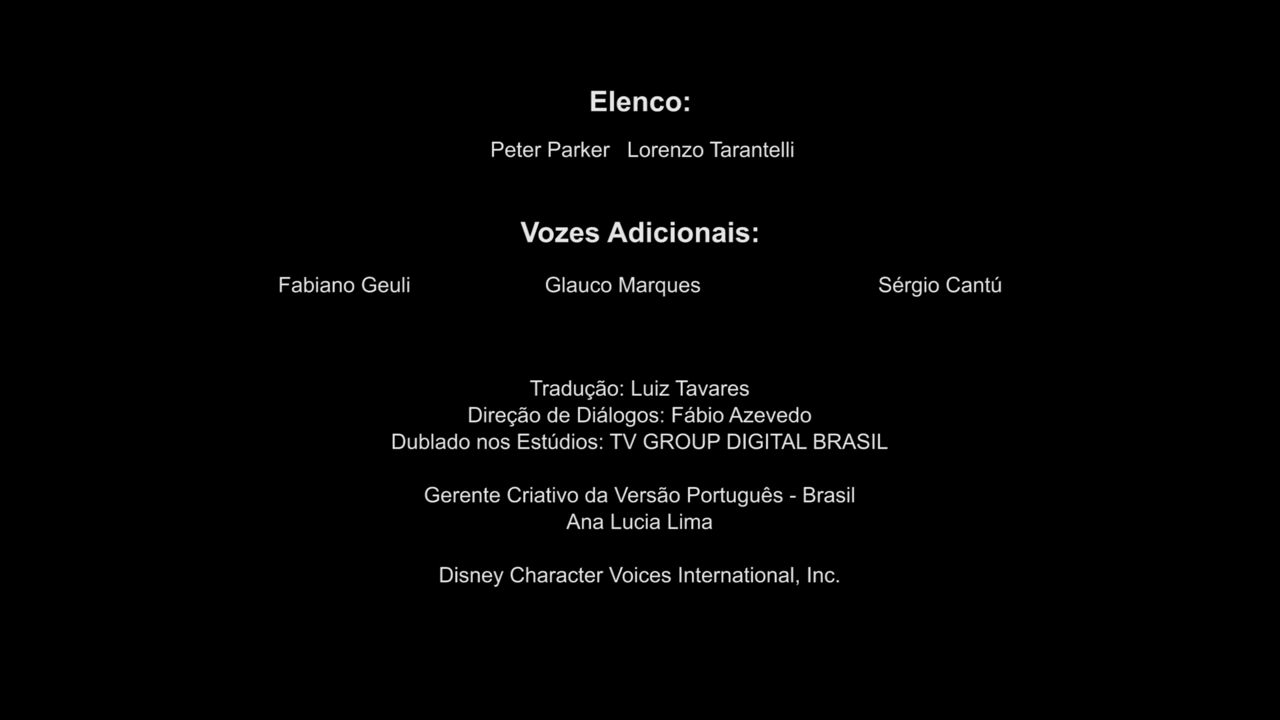 Elenco:
Peter Parker Lorenzo Tarantelli
Vozes Adicionais:
Fabiano Geuli Glauco Marques Sérgio Cantú
Tradução: Luiz Tavares
Direção de Diálogos: Fábio Azevedo
Dublado nos Estúdios: TV GROUP DIGITAL BRASIL
Gerente Criativo da Versão Português - Brasil
Ana Lucia Lima
Disney Character Voices International, Inc.